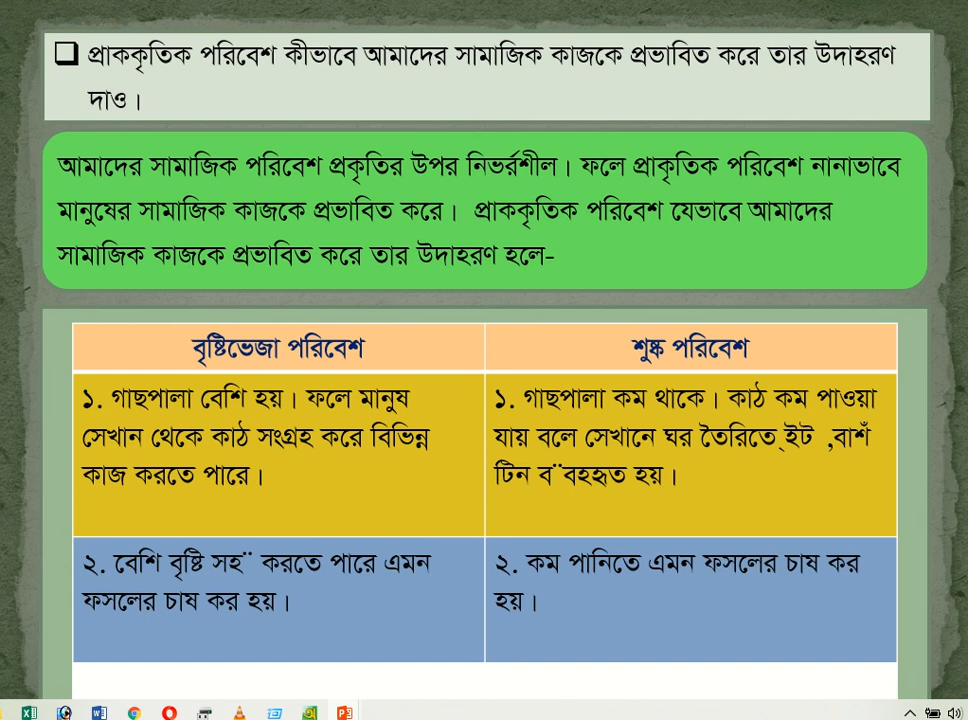 ❑ প্রাককৃতিক পরিবেশ কীভাবে আমাদের সামাজিক কাজকে প্রভাবিত করে তার উদাহরণ
দাও।
আমাদের সামাজিক পরিবেশ প্রকৃতির উপর নিভর্রশীল। ফলে প্রাকৃতিক পরিবেশ নানাভাবে
মানুষের সামাজিক কাজকে প্রভাবিত করে। প্রাককৃতিক পরিবেশ যেভাবে আমাদের
সামাজিক কাজকে প্রভাবিত করে তার উদাহরণ হলে-
বৃষ্টিভেজা পরিবেশ
শুষ্ক পরিবেশ
১. গাছপালা বেশি হয়। ফলে মানুষ
সেখান থেকে কাঠ সংগ্রহ করে বিভিন্ন
কাজ করতে পারে।
১. গাছপালা কম থাকে। কাঠ কম পাওয়া
যায় বলে সেখানে ঘর তৈরিতে্ ইট ,বাশঁ
টিন ব¨বহহৃত হয়।
২. বেশি বৃষ্টি সহ¨ করতে পারে এমন
ফসলের চাষ কর হয়।
২. কম পানিতে এমন ফসলের চাষ কর
হয়।